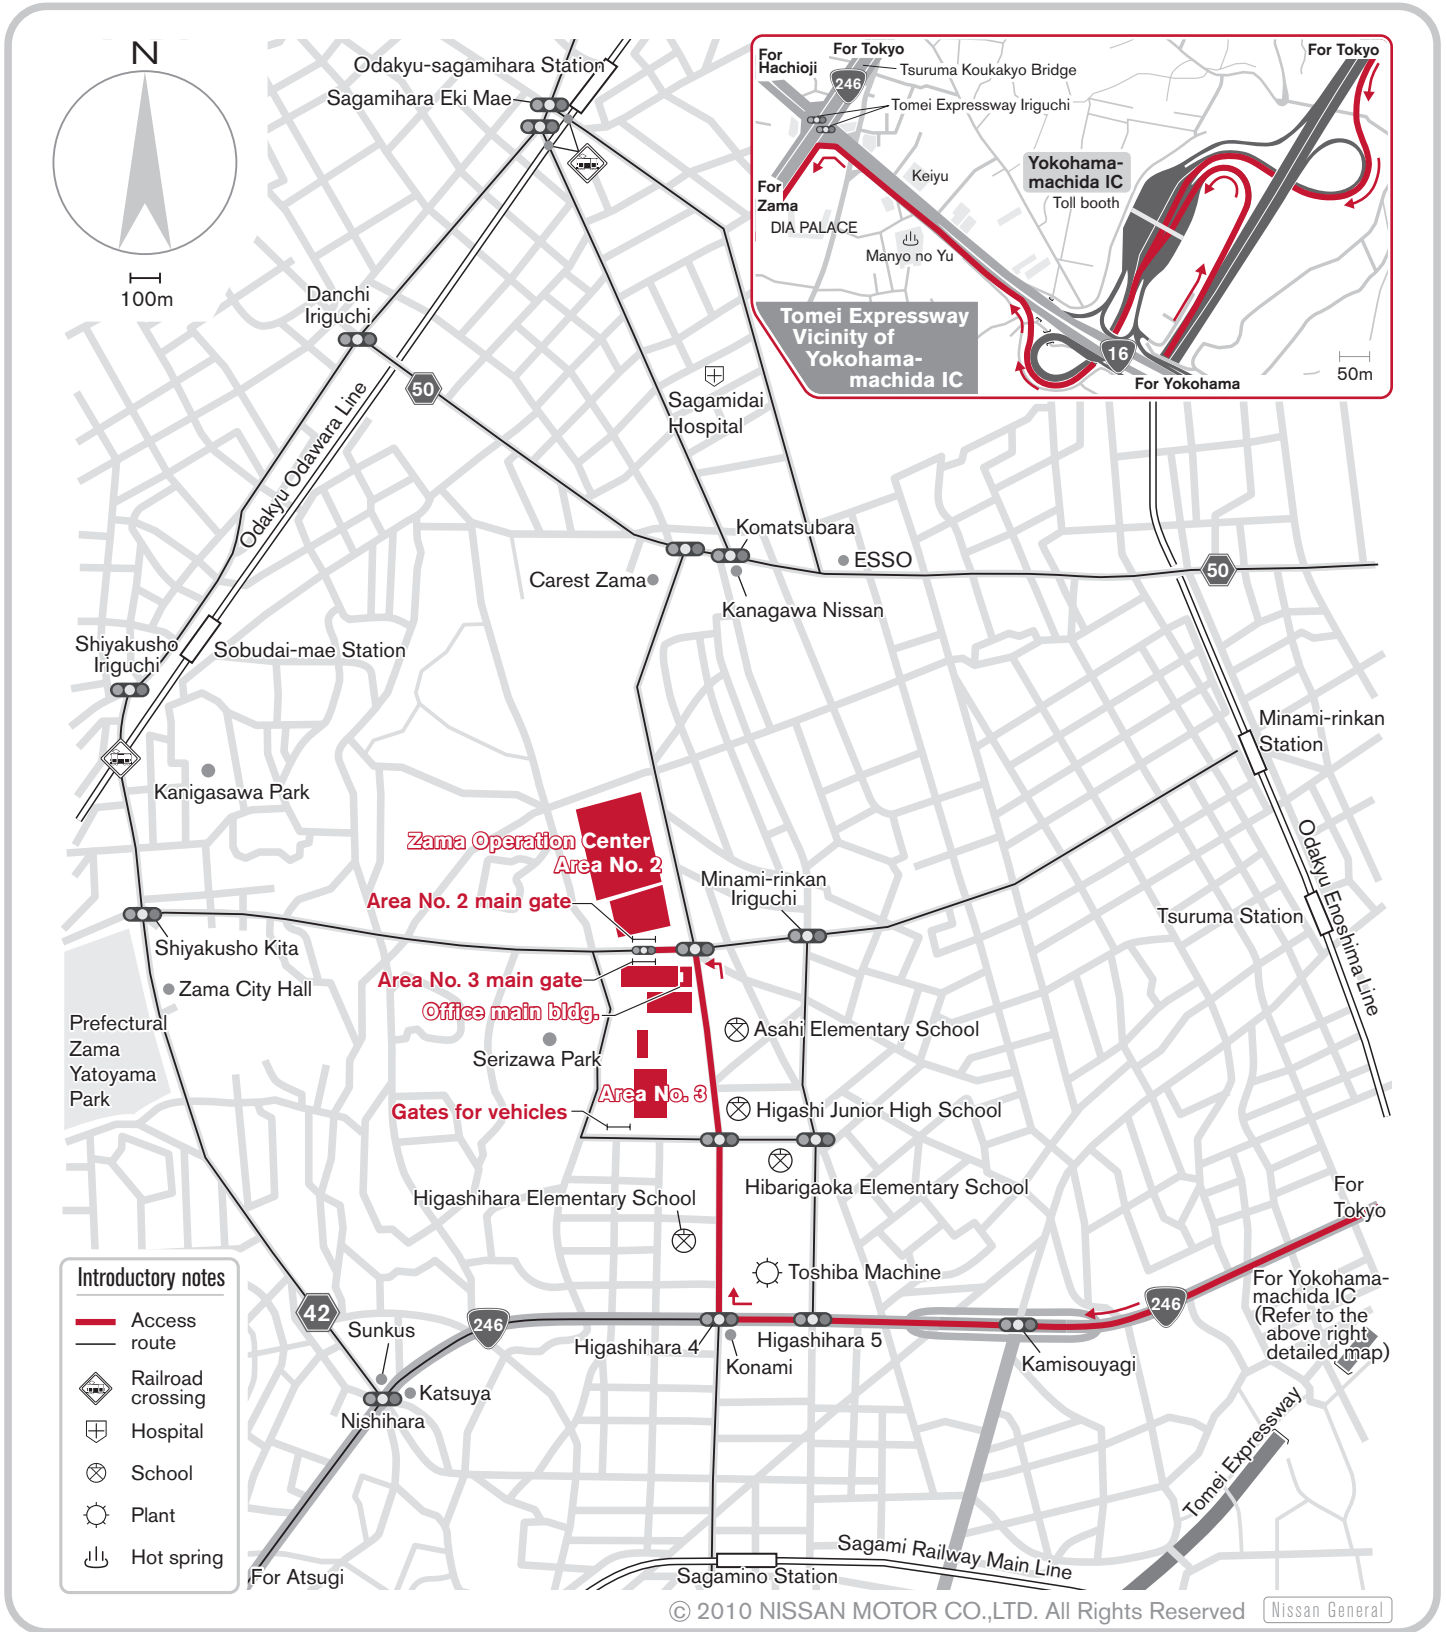 N
100m
Odakyu-sagamihara Station
Sagamihara Eki Mae
For
Hachioji
For Tokyo
246
Tsuruma Koukakyo Bridge
Tomei Expressway Iriguchi
For Tokyo
Yokohama-
machida IC
Toll booth
Keiyu
For
Zama
DIA PALACE
Manyo no Yu
Tomei Expressway
Vicinity of
Yokohama-
machida IC
16
For Yokohama
50m
Danchi
Iriguchi
50
Odakyu Odawara Line
Sagamidai
Hospital
Komatsubara
ESSO
50
Carest Zama
Kanagawa Nissan
Shiyakusho
Iriguchi
Sobudai-mae Station
Minami-rinkan
Station
Kanigasawa Park
Zama Operation Center
Area No. 2
Area No. 2 main gate
Minami-rinkan
Iriguchi
Odakyu Enoshima Line
Tsuruma Station
Shiyakusho Kita
Area No. 3 main gate
Zama City Hall
Office main bldg.
Prefectural
Zama
Yatoyama
Park
Asahi Elementary School
Serizawa Park
Area No. 3
Gates for vehicles
Higashi Junior High School
Hibarigaoka Elementary School
Higashihara Elementary School
For
Tokyo
Toshiba Machine
For Yokohama-
machida IC
(Refer to the
above right
detailed map)
246
Introductory notes
Access
route
Railroad
crossing
Hospital
School
Plant
Hot spring
42
Sunkus
246
Higashihara 4
Konami
Higashihara 5
Kamisouyagi
Katsuya
Nishihara
Tomei Expressway
For Atsugi
Sagamino Station
Sagami Railway Main Line
© 2010 NISSAN MOTOR CO.,LTD. All Rights Reserved
Nissan General